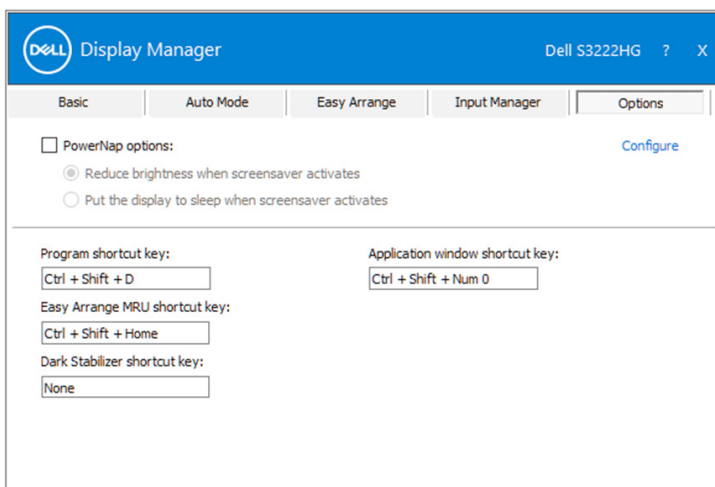 DELL Display Manager Dell S3222HG ? X
Basic Auto Mode Easy Arrange Input Manager Options
PowerNap options: Configure
Reduce brightness when screensaver activates
Put the display to sleep when screensaver activates
Program shortcut key: Application window shortcut key:
Ctrl + Shift + D Ctrl + Shift + Num 0
Easy Arrange MRU shortcut key:
Ctrl + Shift + Home
Dark Stabilizer shortcut key:
None